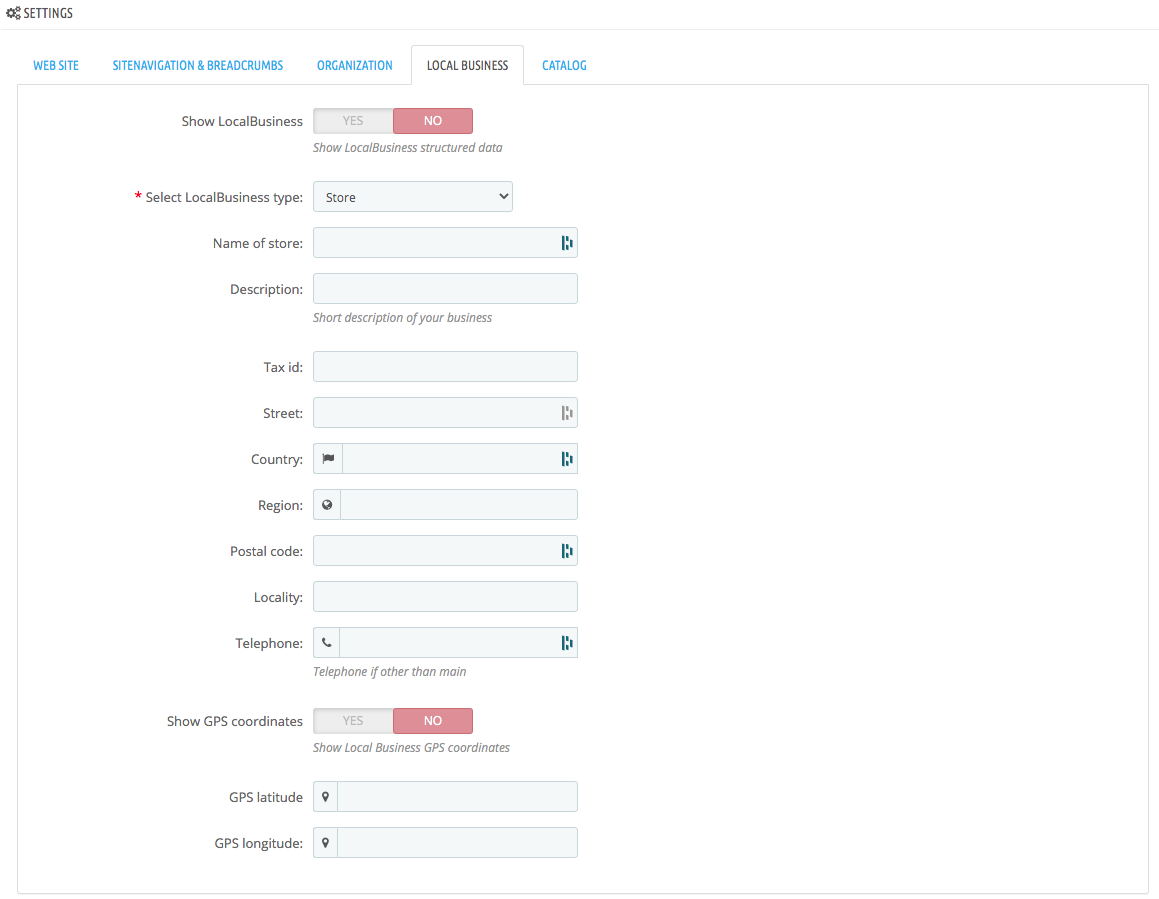 SETTINGS
WEB SITE SITENAVIGATION & BREADCRUMBS ORGANIZATION LOCAL BUSINESS CATALOG
Show LocalBusiness YES NO
Show LocalBusiness structured data
* Select LocalBusiness type: Store
Name of store:
Description:
Short description of your business
Tax id:
Street:
Country:
Region:
Postal code:
Locality:
Telephone:
Telephone if other than main
Show GPS coordinates YES NO
Show Local Business GPS coordinates
GPS latitude
GPS longitude: